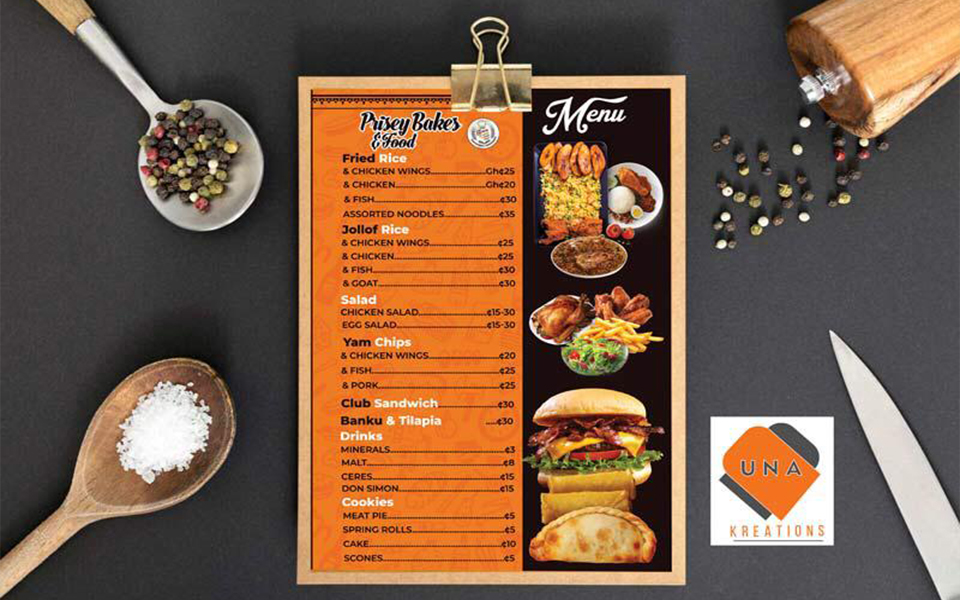 Menu
Prisey Bakes
& Food
Fried Rice
& CHICKEN WINGS Gh¢25
& CHICKEN Gh¢20
& FISH ¢30
ASSORTED NOODLES ¢35
Jollof Rice
& CHICKEN WINGS ¢25
& CHICKEN ¢25
& FISH ¢30
& GOAT ¢30
Salad
CHICKEN SALAD ¢15-30
EGG SALAD ¢15-30
Yam Chips
& CHICKEN WINGS ¢20
& FISH ¢25
& PORK ¢25
Club Sandwich ¢30
Banku & Tilapia ¢30
Drinks
MINERALS ¢3
MALT ¢8
CERES ¢15
DON SIMON ¢15
Cookies
MEAT PIE ¢5
SPRING ROLLS ¢5
CAKE ¢10
SCONES ¢5
UNA
KREATIONS